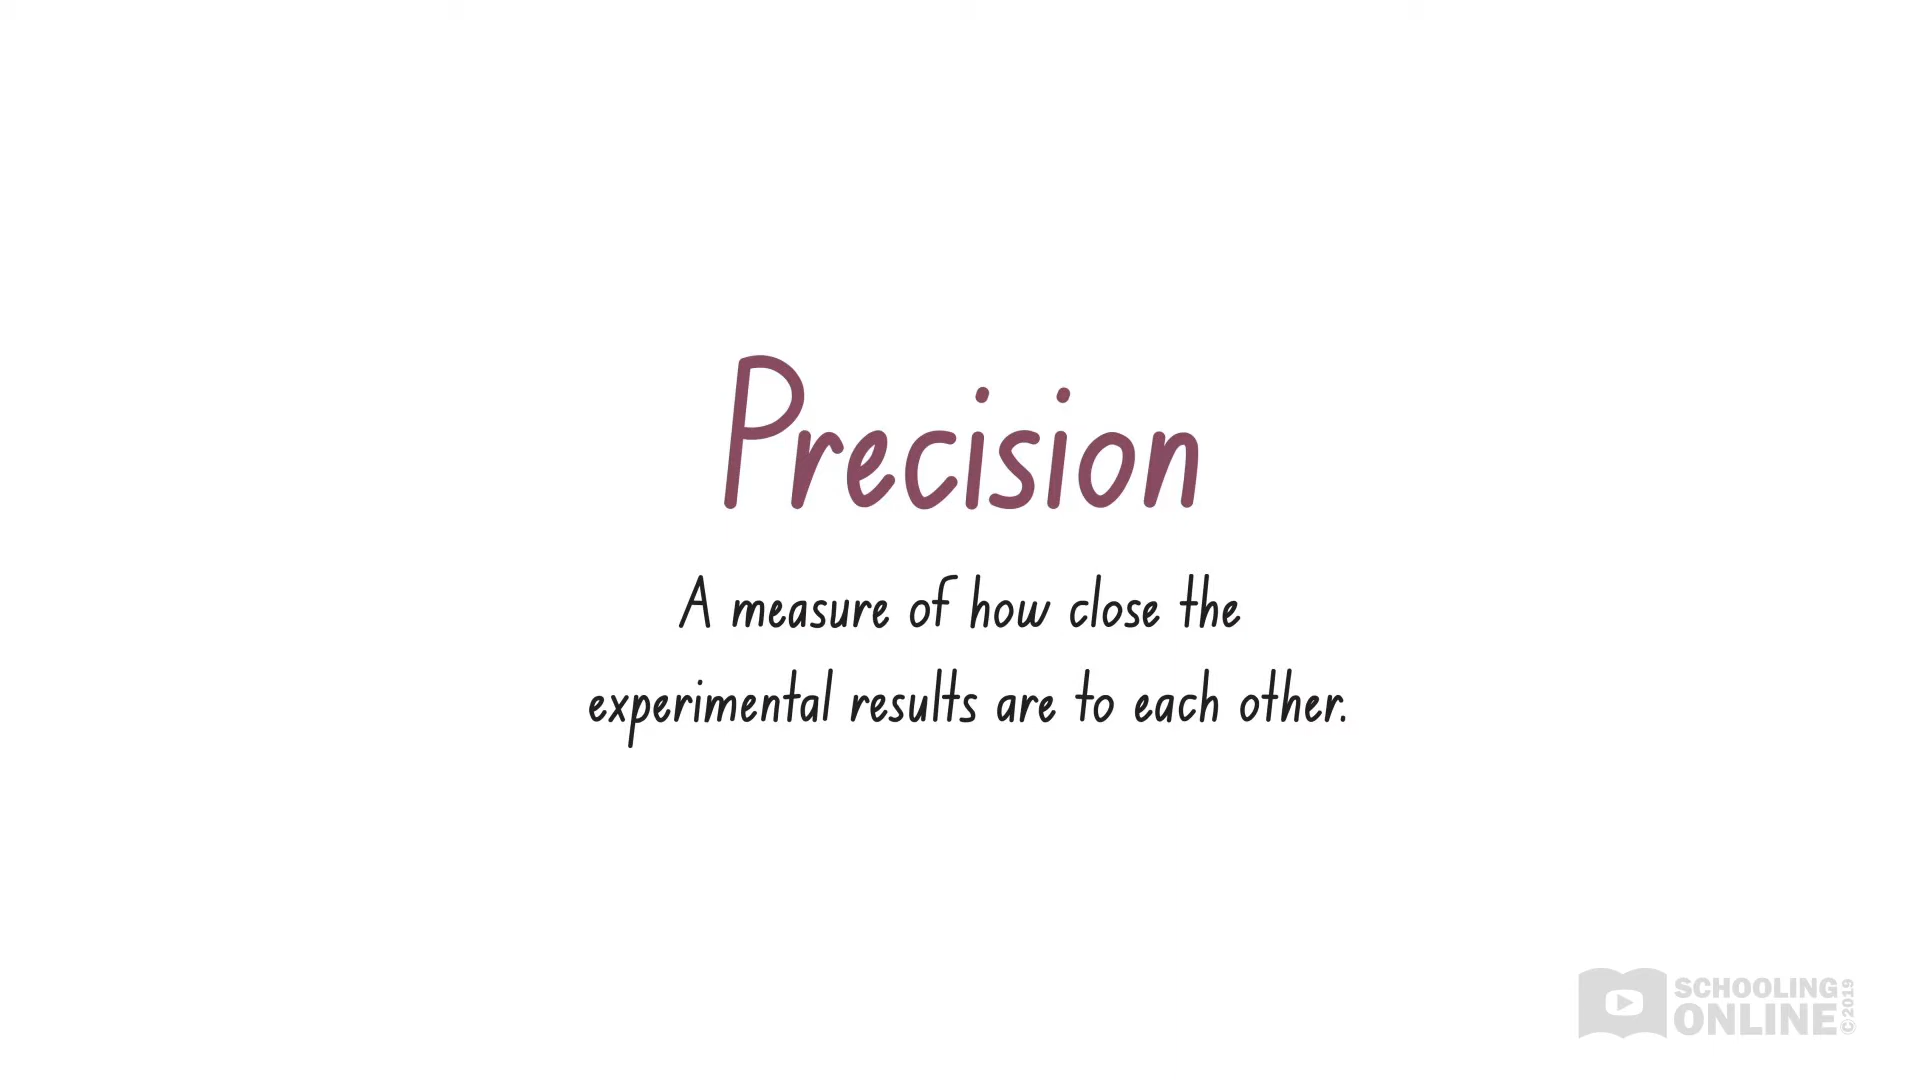 Precision
A measure of how close the
experimental results are to each other.
SCHOOLING
ONLINE
©2019